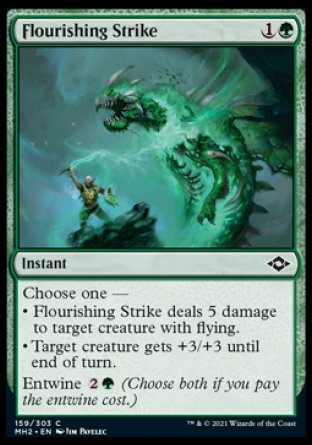 Flourishing Strike 1
Instant
Choose one —
• Flourishing Strike deals 5 damage
to target creature with flying.
• Target creature gets +3/+3 until
end of turn.
Entwine 2 (Choose both if you pay
the entwine cost.)
159/303 C
MH2 • EN JIM PAVELEC ™ & © 2021 Wizards of the Coast